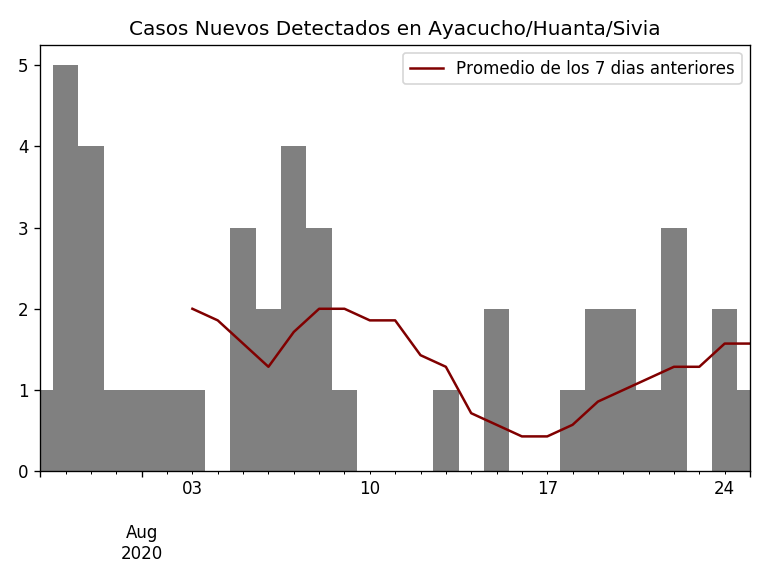 Casos Nuevos Detectados en Ayacucho/Huanta/Sivia
Promedio de los 7 dias anteriores
5
4
3
2
1
0
03 10 17 24
Aug
2020